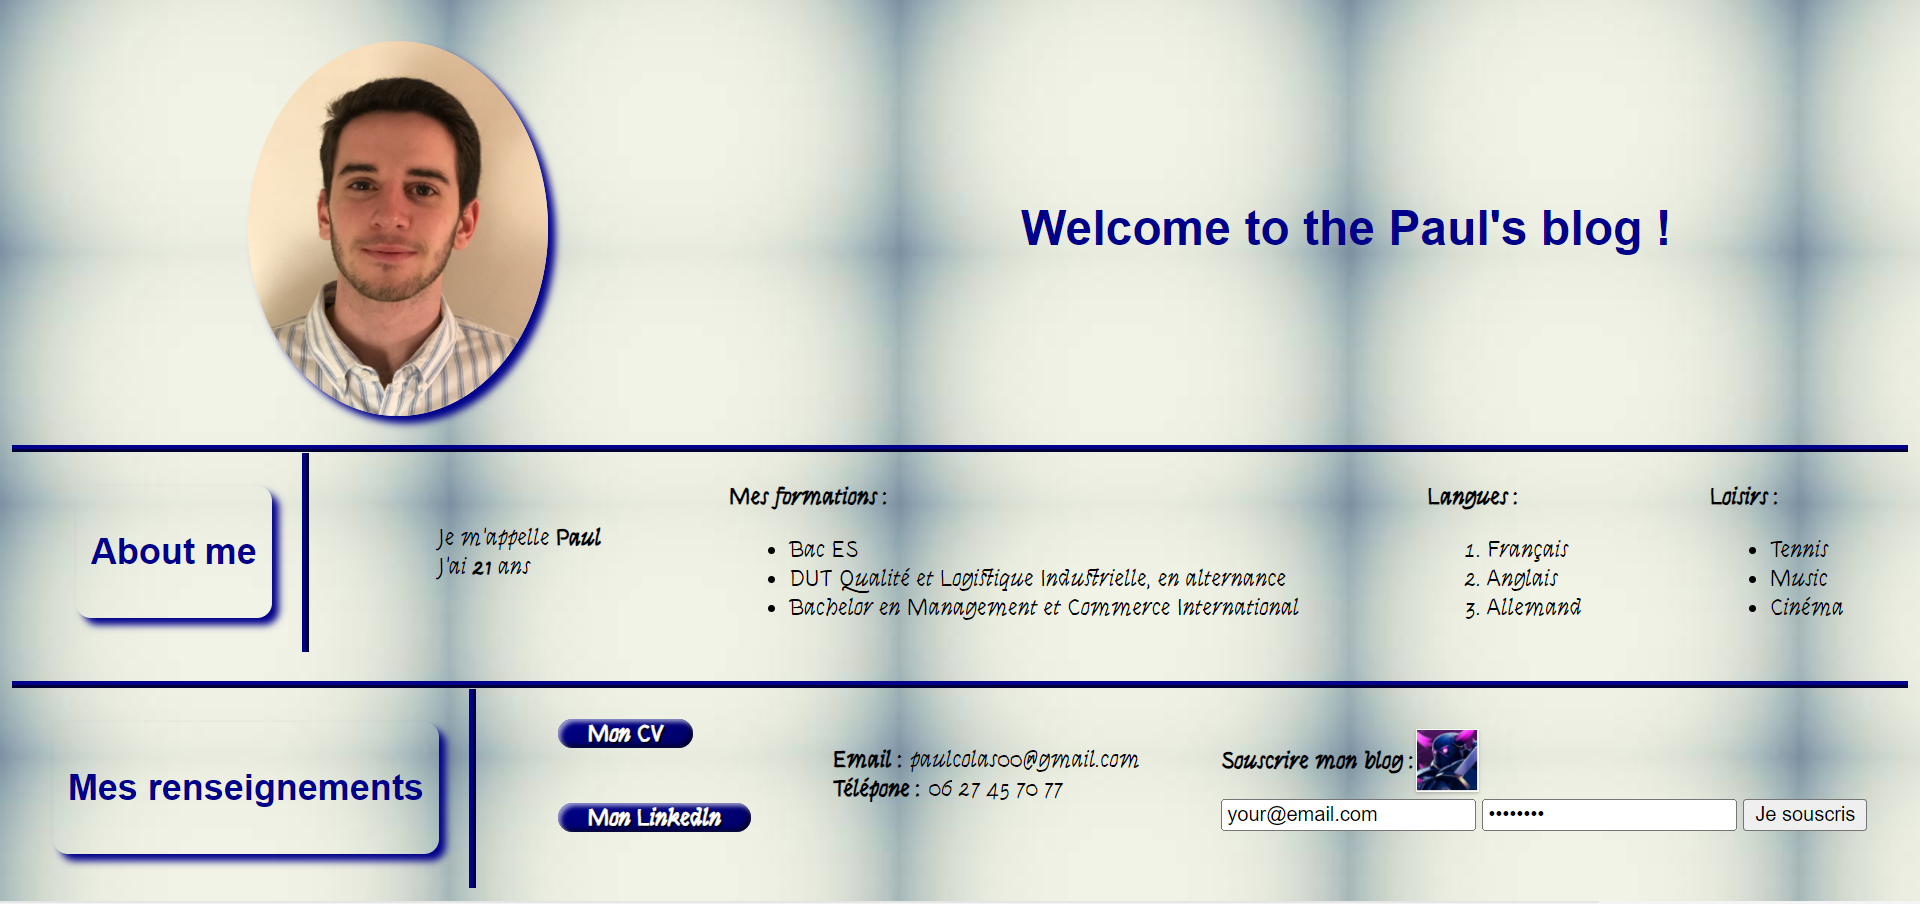 Welcome to the Paul's blog !
About me
Je m'appelle Paul
J'ai 21 ans
Mes formations :
Bac ES
DUT Qualité et Logistique Industrielle, en alternance
Bachelor en Management et Commerce International
Langues :
1. Français
2. Anglais
3. Allemand
Loisirs :
Tennis
Music
Cinéma
Mes renseignements
Mon CV
Mon LinkedIn
Email : paulcolas00@gmail.com
Télépone : 06 27 45 70 77
Souscrire mon blog :
your@email.com •••••••• Je souscris